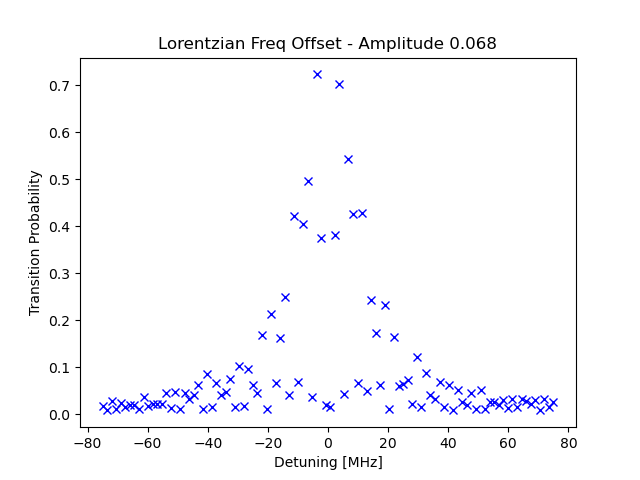 Lorentzian Freq Offset - Amplitude 0.068
0.7
0.6
0.5
0.4
0.3
0.2
0.1
0.0
Transition Probability
−80 −60 −40 −20 0 20 40 60 80
Detuning [MHz]